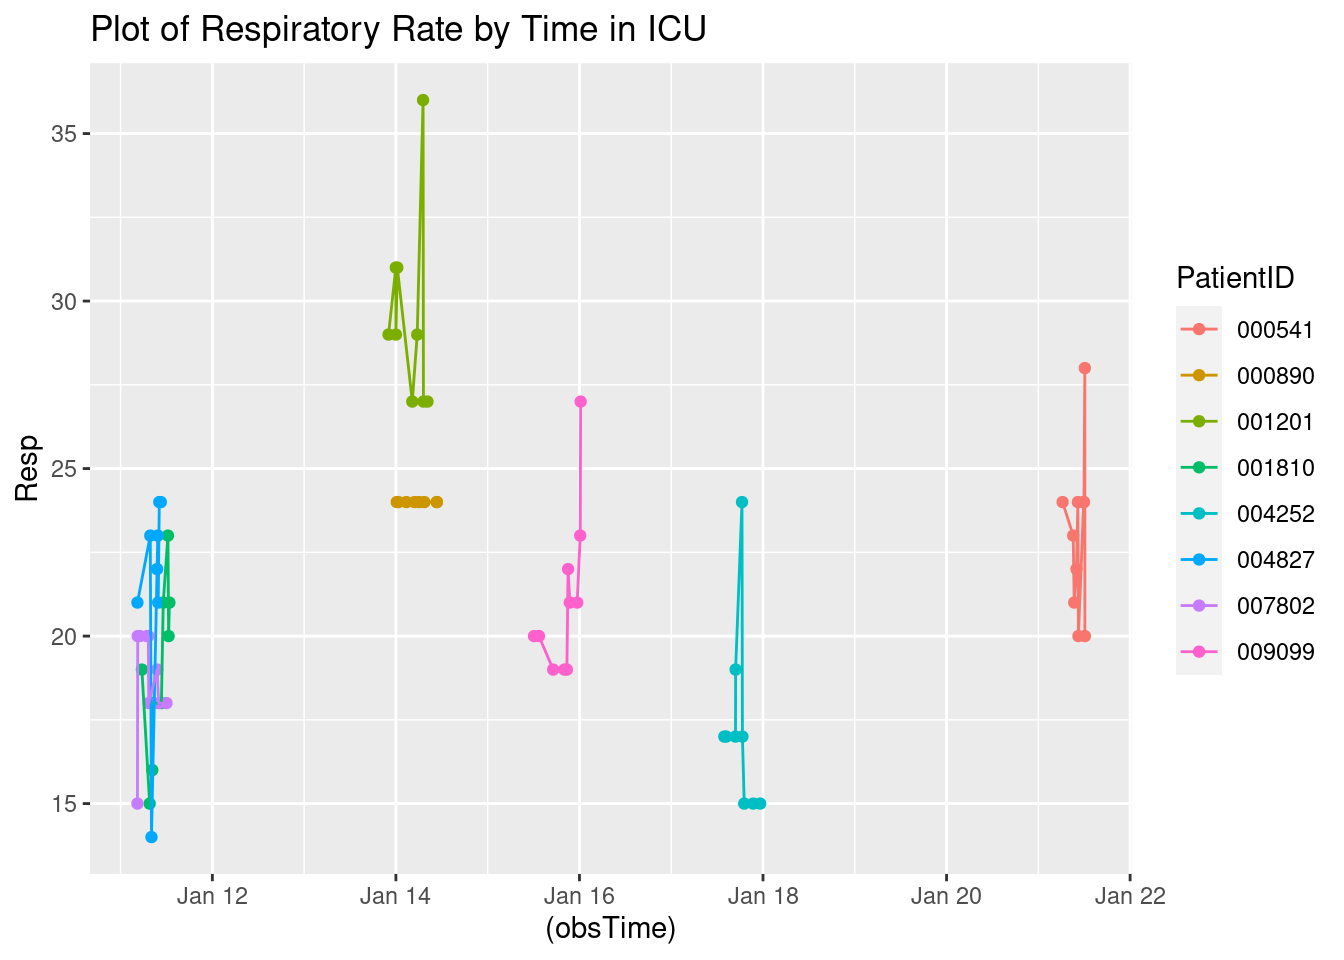 Plot of Respiratory Rate by Time in ICU
35
30
25
20
15
Resp
Jan 12
Jan 14
Jan 16
Jan 18
Jan 20
Jan 22
(obsTime)
PatientID
000541
000890
001201
001810
004252
004827
007802
009099